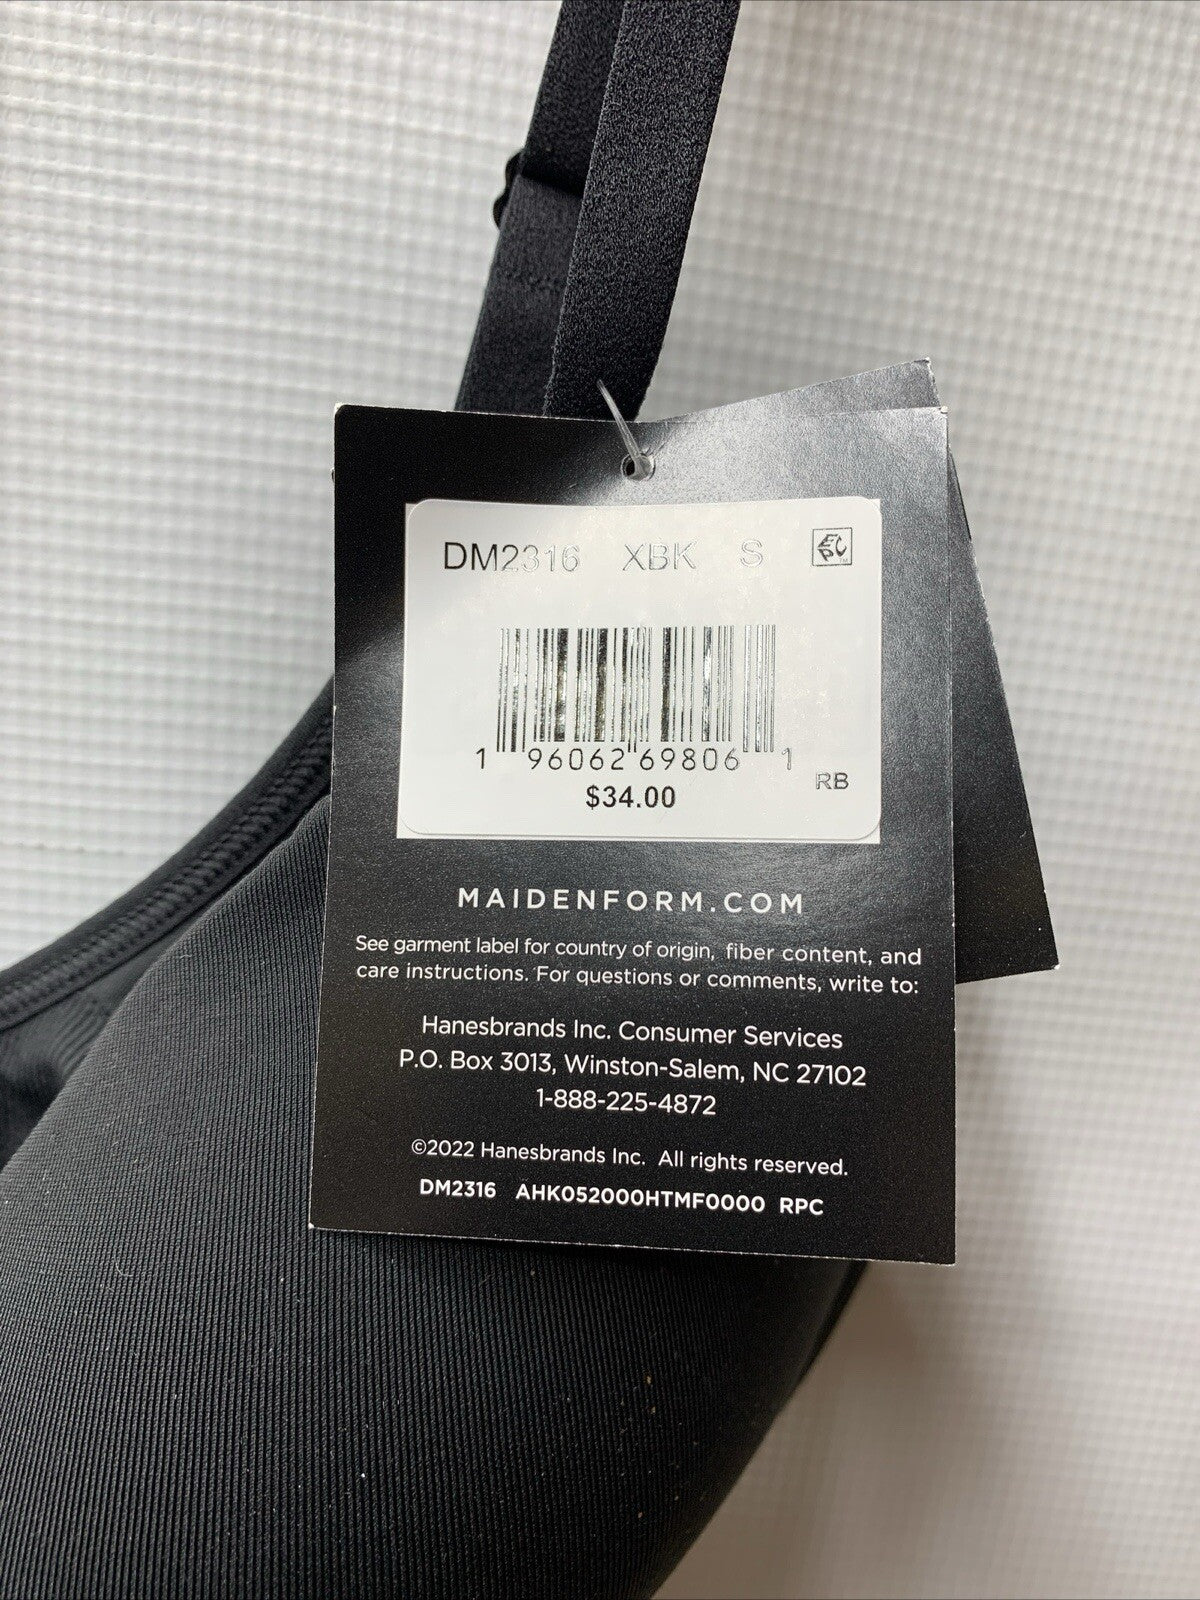 DM2316 XBK S EPC
1 96062 69806 1
RB
$34.00
MAIDENFORM.COM
See garment label for country of origin, fiber content, and
care instructions. For questions or comments, write to:
Hanesbrands Inc. Consumer Services
P.O. Box 3013, Winston-Salem, NC 27102
1-888-225-4872
©2022 Hanesbrands Inc. All rights reserved.
DM2316 AHK052000HTMF0000 RPC